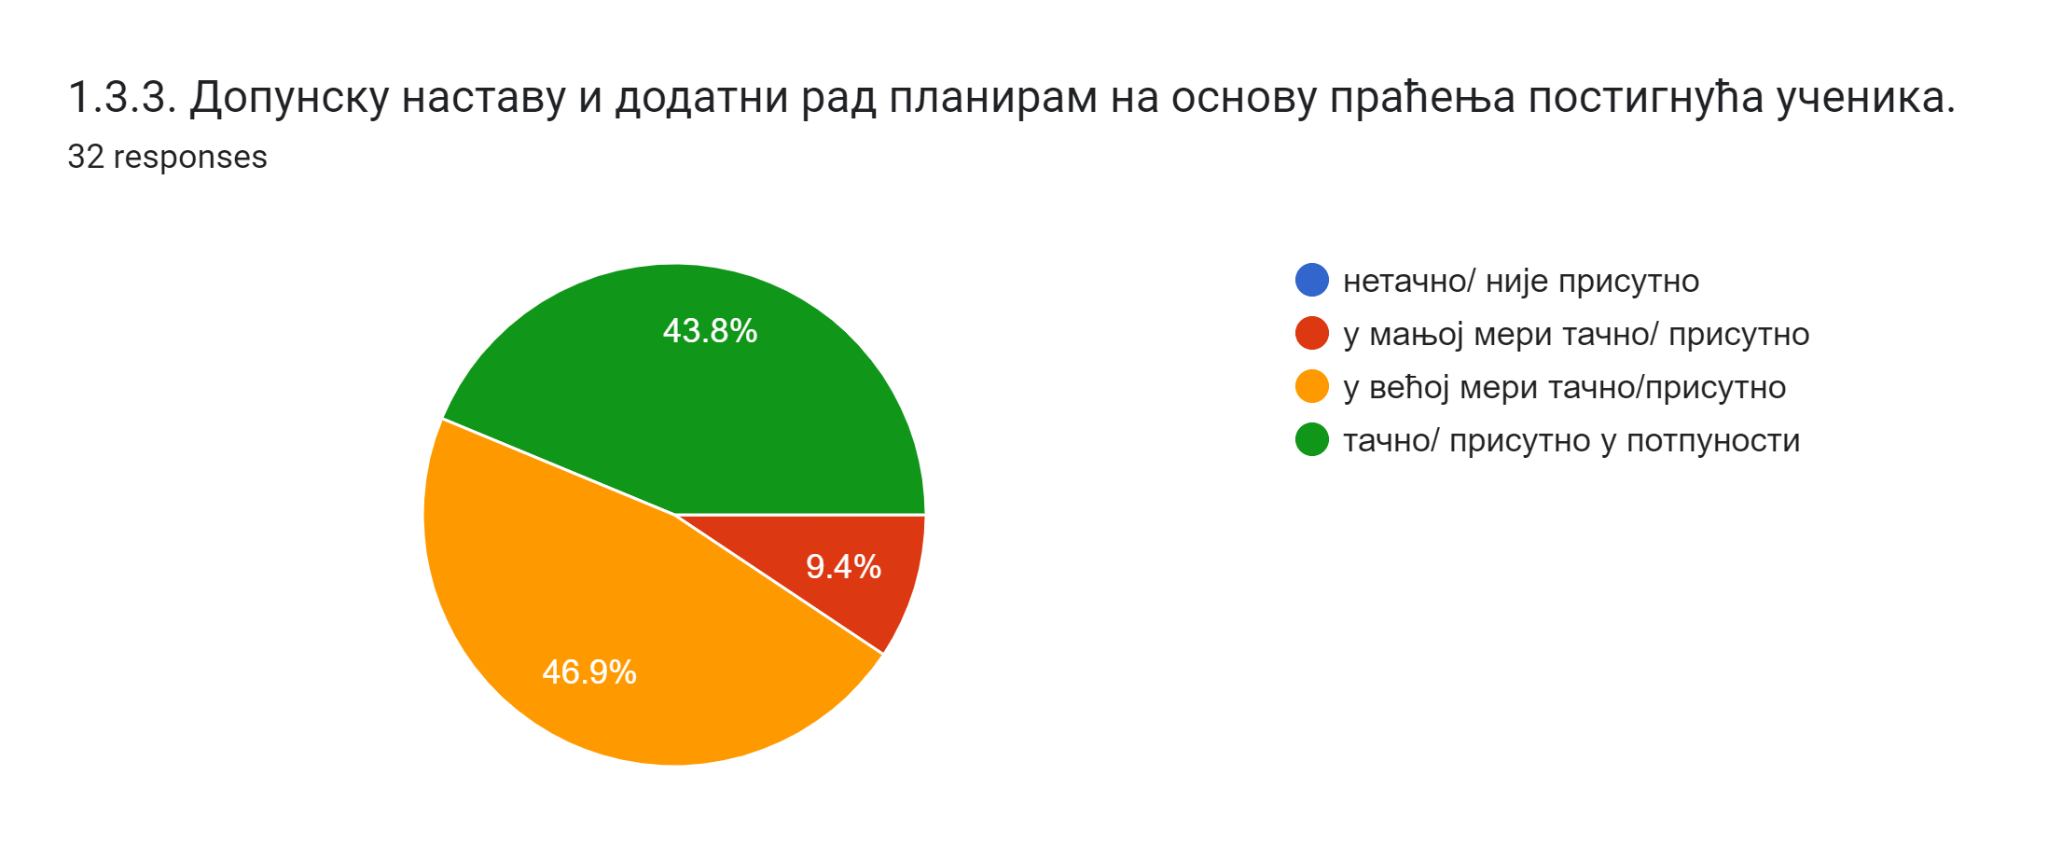 1.3.3. Допунску наставу и додатни рад планирам на основу праћења постигнућа ученика.
32 responses
43.8%
9.4%
46.9%
нетачно/ није присутно
у мањој мери тачно/ присутно
у већој мери тачно/присутно
тачно/ присутно у потпуности